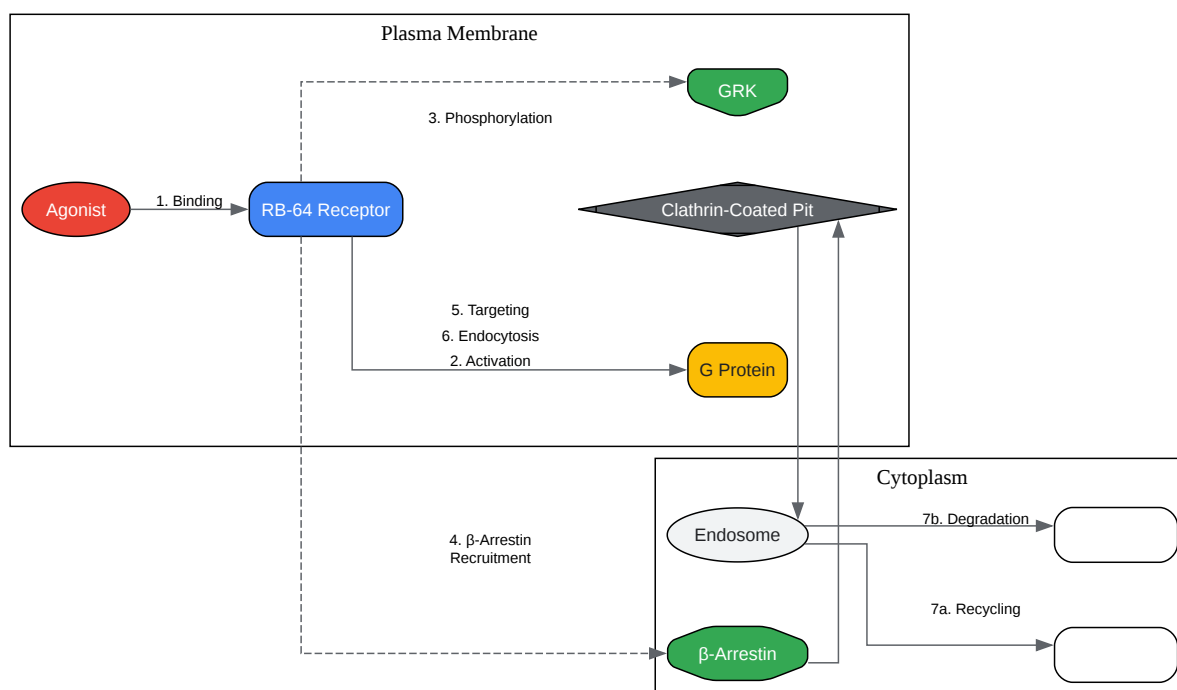 Plasma Membrane
GRK
3. Phosphorylation
Agonist
1. Binding
RB-64 Receptor
Clathrin-Coated Pit
5. Targeting
6. Endocytosis
2. Activation
G Protein
Cytoplasm
Endosome
7b. Degradation
4. β-Arrestin
Recruitment
7a. Recycling
β-Arrestin